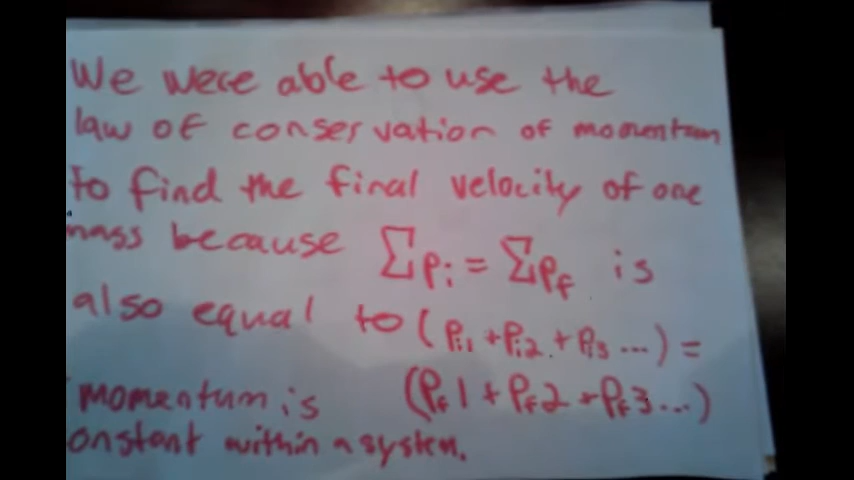 We were able to use the
law of conservation of momentum
to find the final velocity of one
mass because Σpi = Σpf is
also equal to (Pi1 + Pi2 + Pi3 ...) =
(Pf1 + Pf2 + Pf3...)
momentum is
onstant within a system.